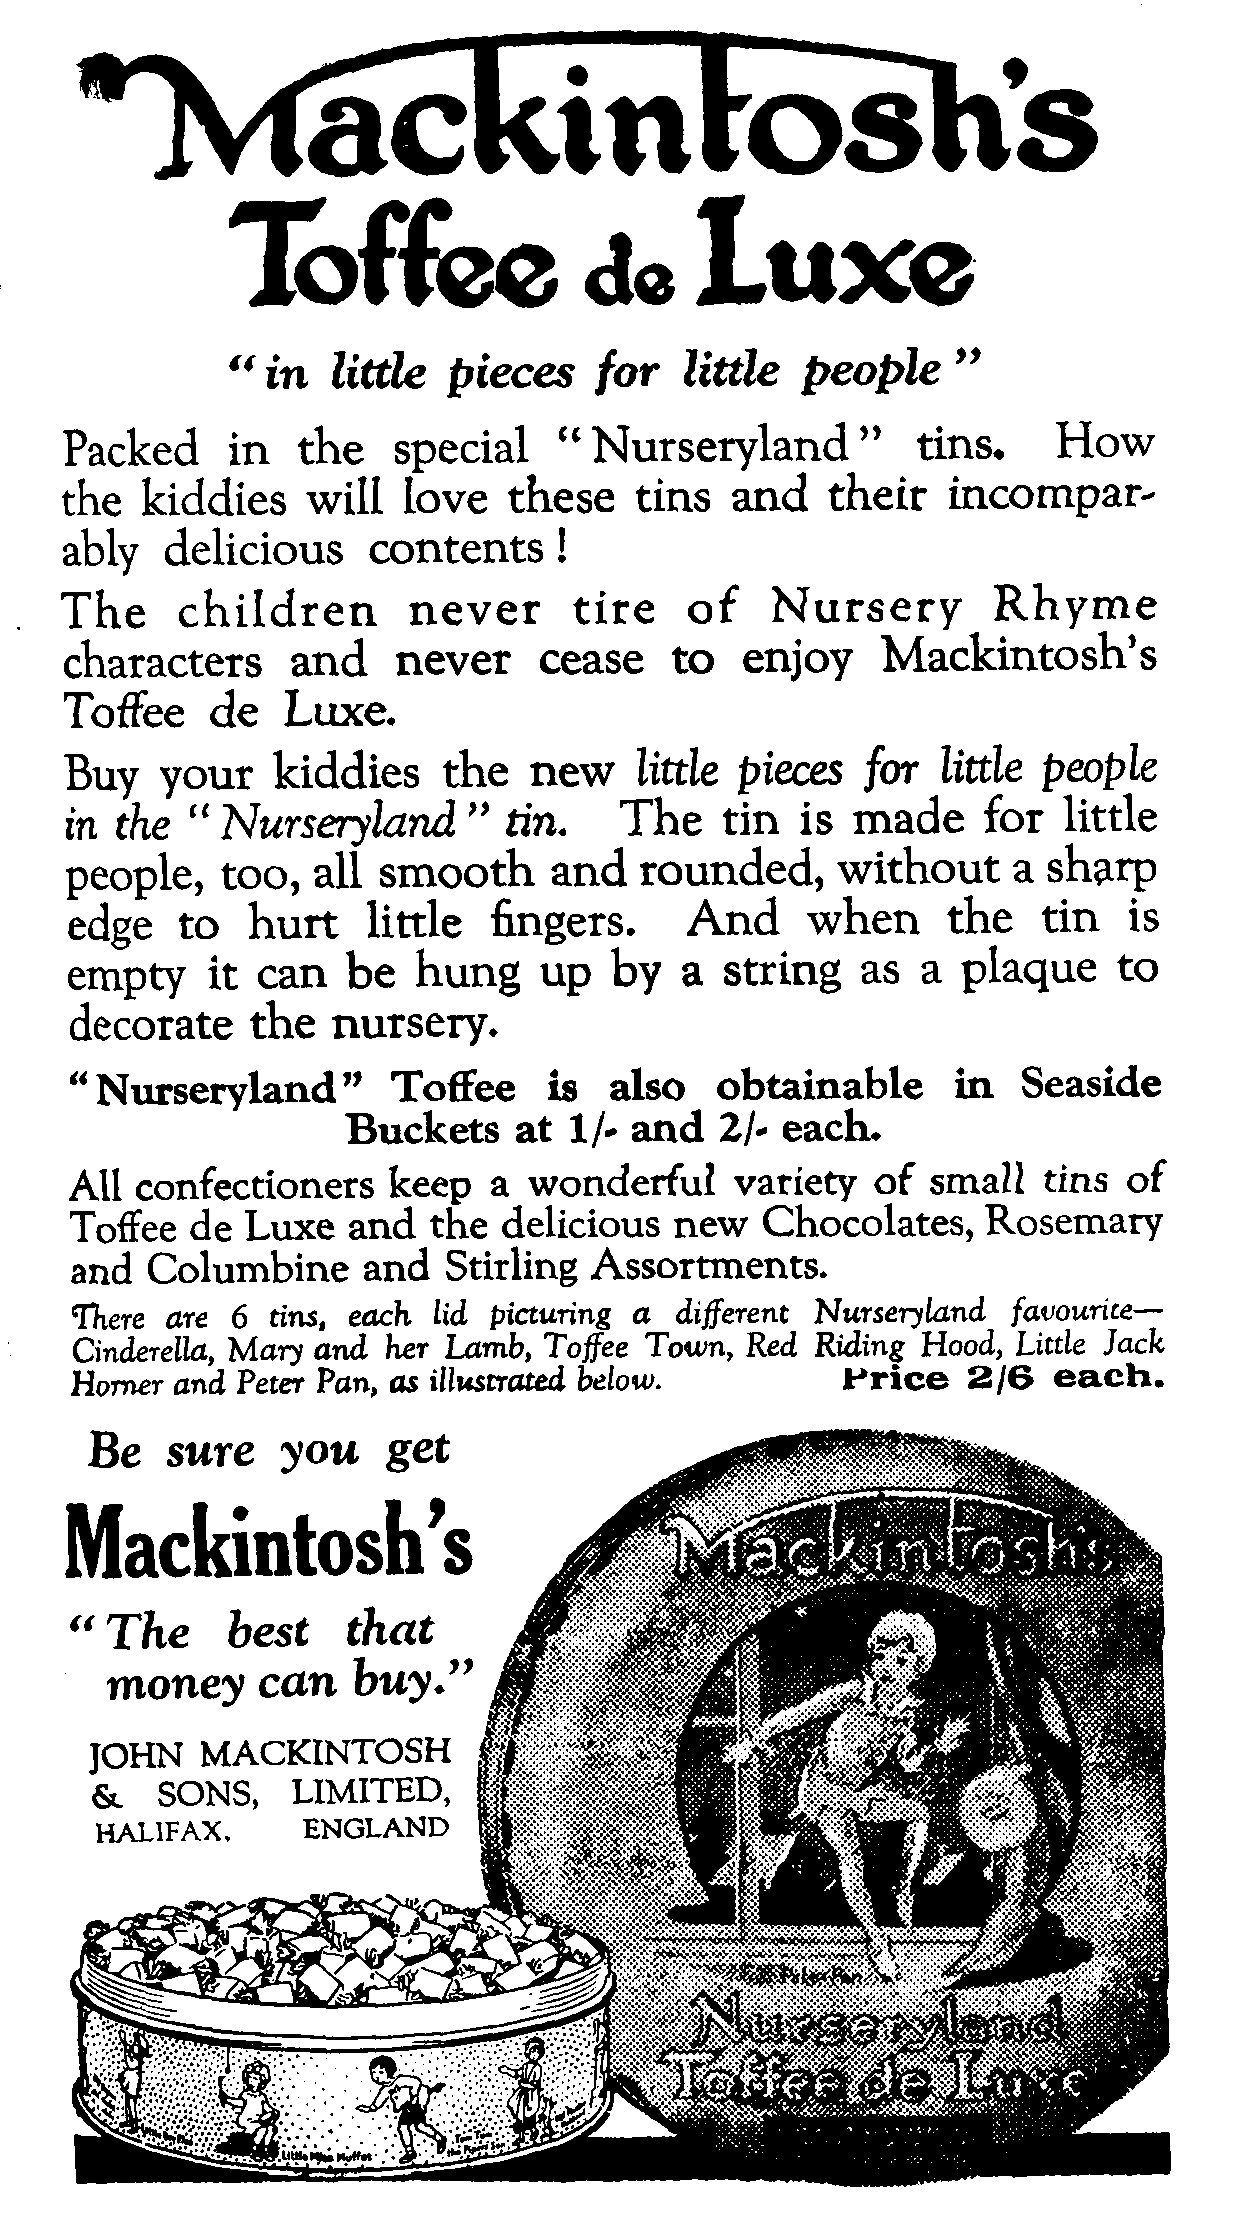 Mackintosh's
Toffee de Luxe
“in little pieces for little people”
Packed in the special “Nurseryland” tins. How
the kiddies will love these tins and their incompar-
ably delicious contents!
The children never tire of Nursery Rhyme
characters and never cease to enjoy Mackintosh's
Toffee de Luxe.
Buy your kiddies the new little pieces for little people
in the “Nurseryland” tin. The tin is made for little
people, too, all smooth and rounded, without a sharp
edge to hurt little fingers. And when the tin is
empty it can be hung up by a string as a plaque to
decorate the nursery.
“Nurseryland” Toffee is also obtainable in Seaside
Buckets at 1/- and 2/- each.
All confectioners keep a wonderful variety of small tins of
Toffee de Luxe and the delicious new Chocolates, Rosemary
and Columbine and Stirling Assortments.
There are 6 tins, each lid picturing a different Nurseryland favourite—
Cinderella, Mary and her Lamb, Toffee Town, Red Riding Hood, Little Jack
Horner and Peter Pan, as illustrated below. Price 2/6 each.
Be sure you get
Mackintosh's
“The best that
money can buy.”
JOHN MACKINTOSH
& SONS, LIMITED,
HALIFAX. ENGLAND
Mackintosh's
Peter Pan
Nurseryland
Toffee de Luxe
Little Miss Muffet
Tom Tom
the Pipers Son